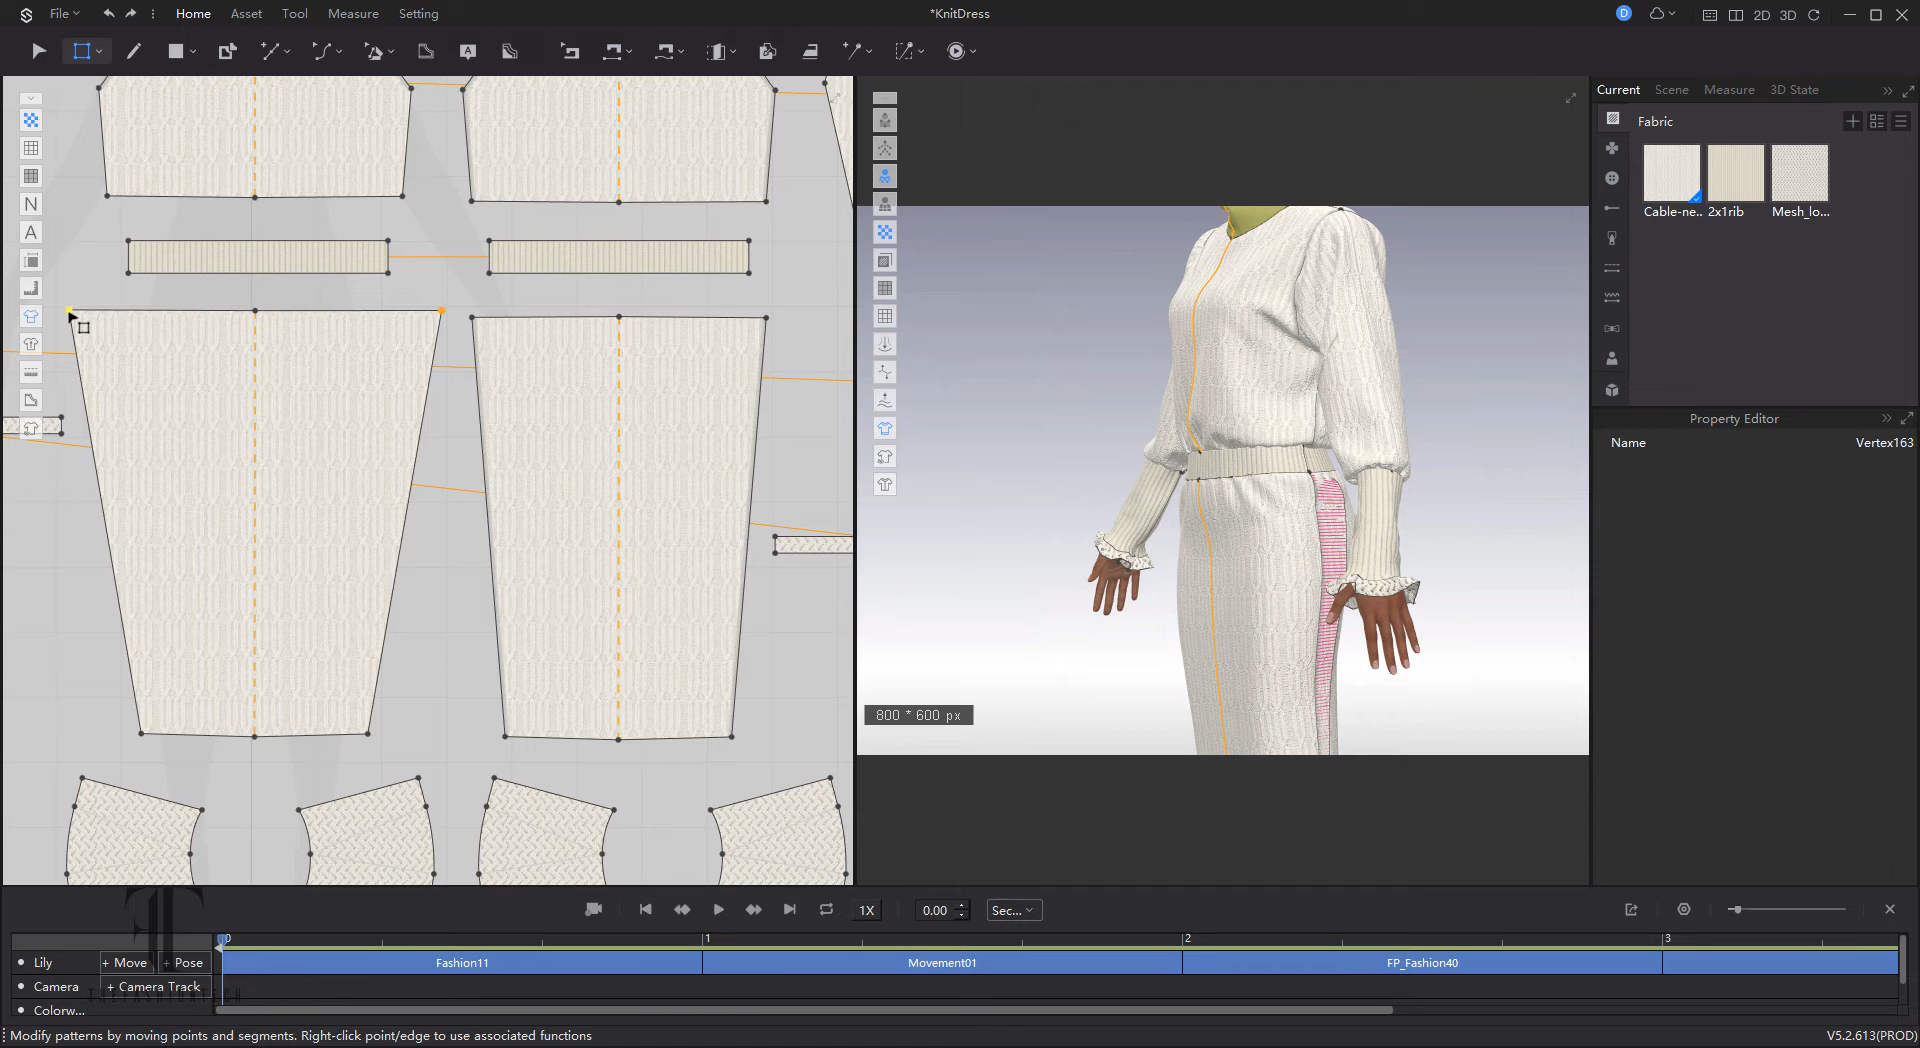 File
Home
Asset
Tool
Measure
Setting
*KnitDress
D
2D
3D
A
N
A
Current
Scene
Measure
3D State
Fabric
Cable-ne..
2x1rib
Mesh_lo...
Property Editor
Name
Vertex163
800 * 600 px
1X
0.00
Sec...
0
1
2
3
Lily
+ Move
+ Pose
Fashion11
Movement01
FP_Fashion40
Camera
+ Camera Track
THEFASHIONTECH
Colorw...
Modify patterns by moving points and segments. Right-click point/edge to use associated functions
V5.2.613(PROD)